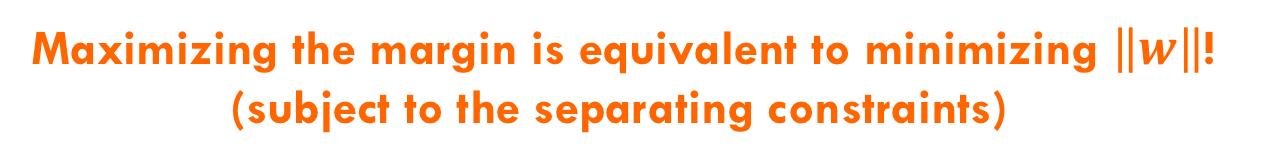 Maximizing the margin is equivalent to minimizing ‖w‖!
(subject to the separating constraints)